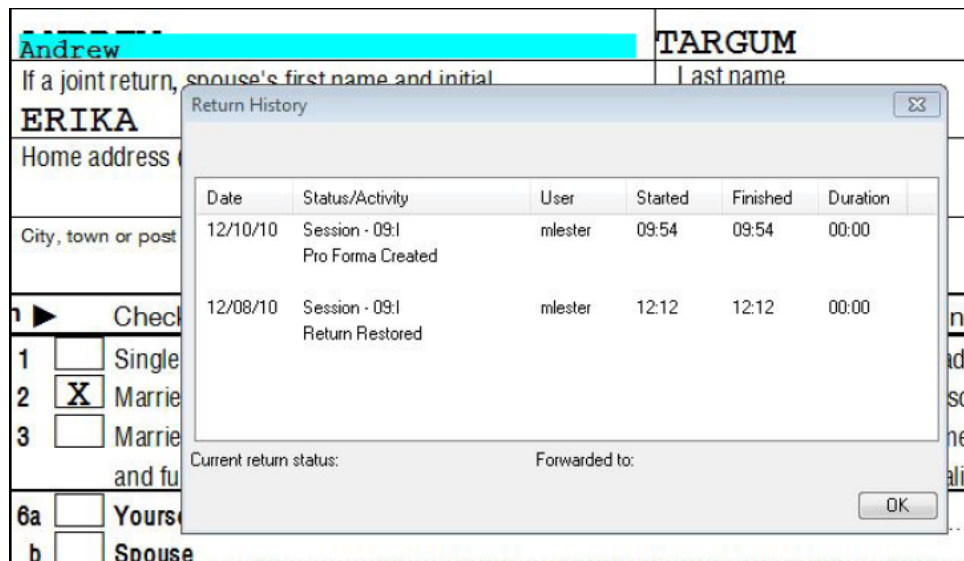 Andrew TARGUM
If a joint return, spouse's first name and initial Last name
ERIKA
Home address
City, town or post
Return History
Date Status/Activity User Started Finished Duration
12/10/10 Session - 09:I mlester 09:54 09:54 00:00
Pro Forma Created
12/08/10 Session - 09:I mlester 12:12 12:12 00:00
Return Restored
Current return status: Forwarded to:
OK
1 Single
2 X Marrie
3 Marrie
and fu
6a Yourse
b Spouse